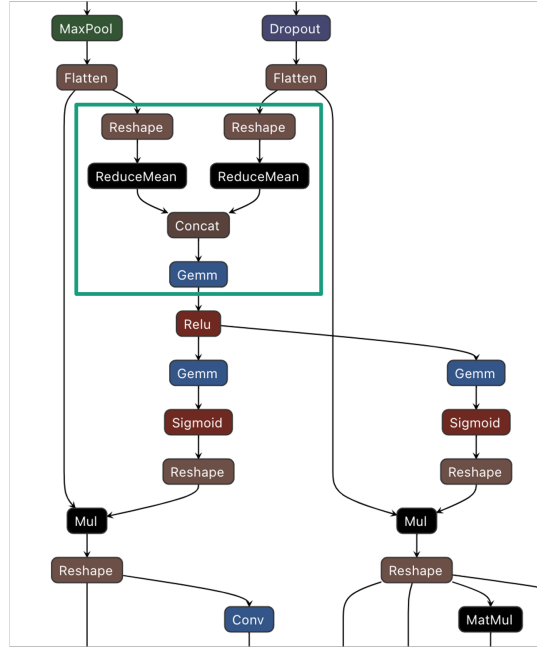 MaxPool
Dropout
Flatten
Flatten
Reshape
Reshape
ReduceMean
ReduceMean
Concat
Gemm
Relu
Gemm
Gemm
Sigmoid
Sigmoid
Reshape
Reshape
Mul
Mul
Reshape
Reshape
Conv
MatMul